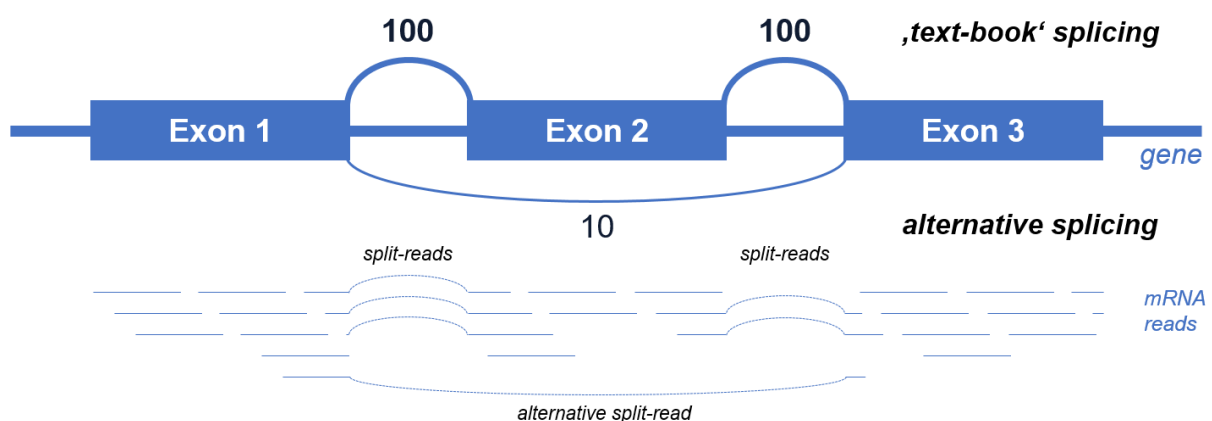 100 100 ‚text-book‘ splicing
Exon 1 Exon 2 Exon 3
gene
10
alternative splicing
split-reads split-reads
mRNA
reads
alternative split-read